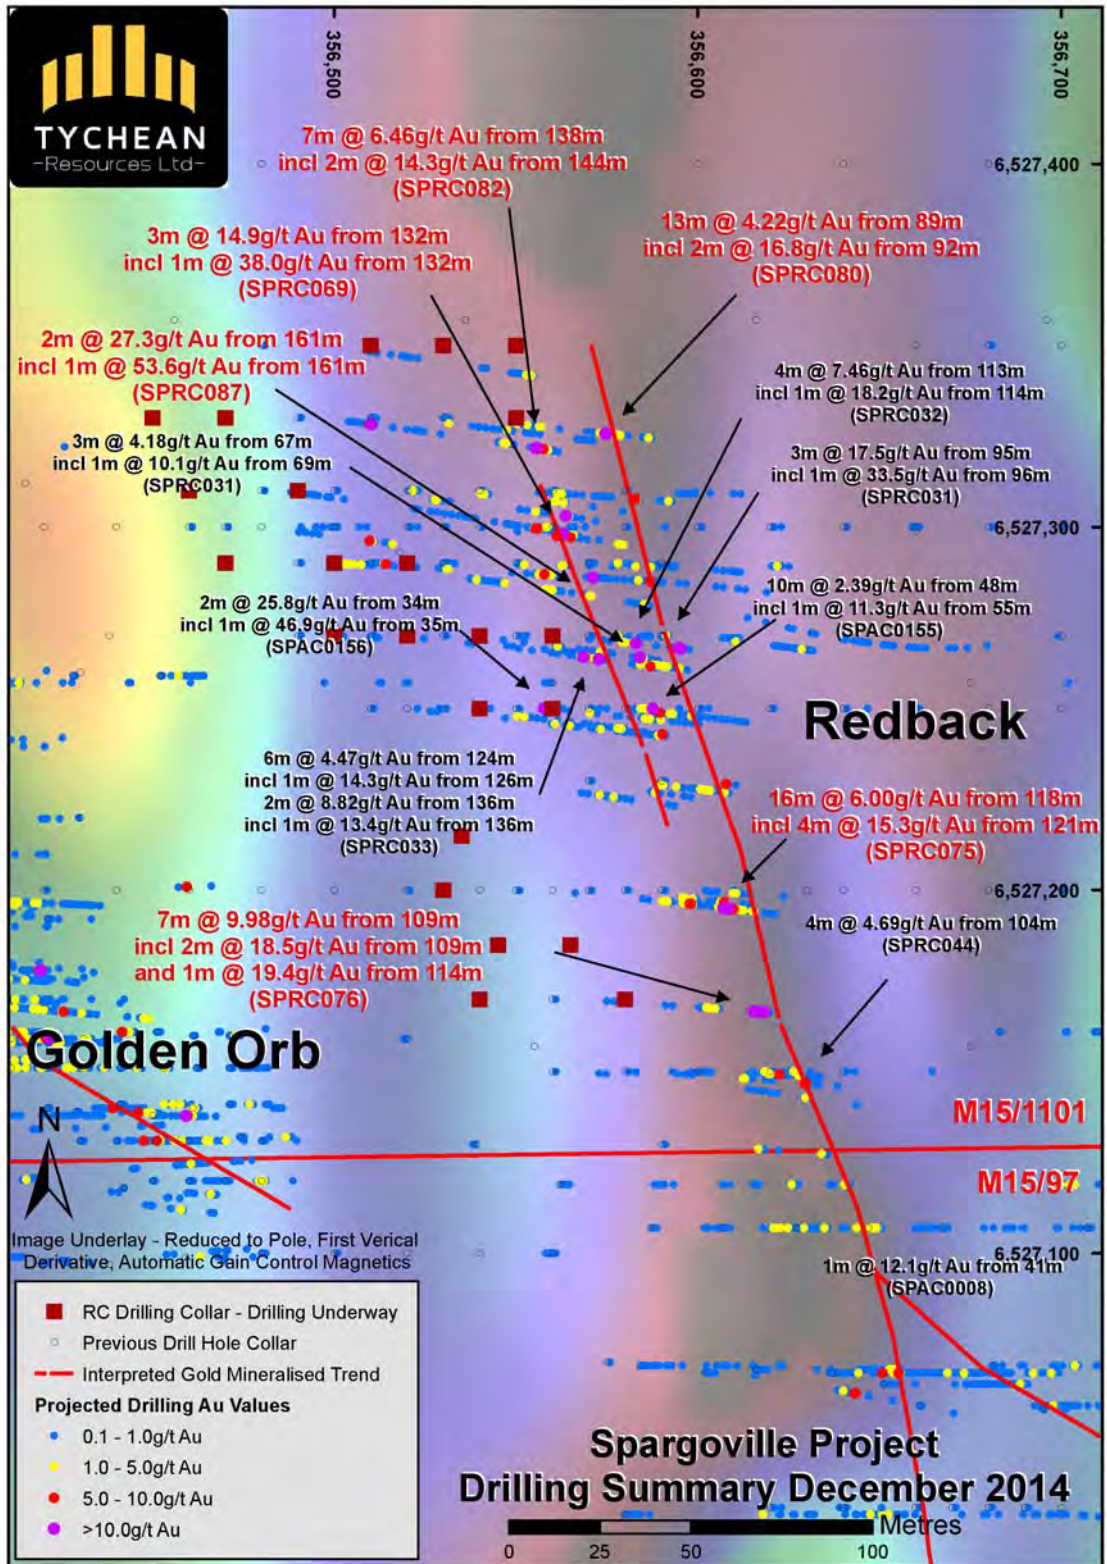 TYCHEAN
-Resources Ltd-
356,500
356,600
356,700
6,527,400
7m @ 6.46g/t Au from 138m
incl 2m @ 14.3g/t Au from 144m
(SPRC082)
13m @ 4.22g/t Au from 89m
incl 2m @ 16.8g/t Au from 92m
(SPRC080)
3m @ 14.9g/t Au from 132m
incl 1m @ 38.0g/t Au from 132m
(SPRC069)
2m @ 27.3g/t Au from 161m
incl 1m @ 53.6g/t Au from 161m
(SPRC087)
4m @ 7.46g/t Au from 113m
incl 1m @ 18.2g/t Au from 114m
(SPRC032)
3m @ 4.18g/t Au from 67m
incl 1m @ 10.1g/t Au from 69m
(SPRC031)
3m @ 17.5g/t Au from 95m
incl 1m @ 33.5g/t Au from 96m
(SPRC031)
6,527,300
10m @ 2.39g/t Au from 48m
incl 1m @ 11.3g/t Au from 55m
(SPAC0155)
2m @ 25.8g/t Au from 34m
incl 1m @ 46.9g/t Au from 35m
(SPAC0156)
Redback
6m @ 4.47g/t Au from 124m
incl 1m @ 14.3g/t Au from 126m
2m @ 8.82g/t Au from 136m
incl 1m @ 13.4g/t Au from 136m
(SPRC033)
16m @ 6.00g/t Au from 118m
incl 4m @ 15.3g/t Au from 121m
(SPRC075)
6,527,200
7m @ 9.98g/t Au from 109m
incl 2m @ 18.5g/t Au from 109m
and 1m @ 19.4g/t Au from 114m
(SPRC076)
4m @ 4.69g/t Au from 104m
(SPRC044)
Golden Orb
M15/1101
N
M15/97
Image Underlay - Reduced to Pole, First Verical
Derivative, Automatic Gain Control Magnetics
6,527,100
1m @ 12.1g/t Au from 41m
(SPAC0008)
RC Drilling Collar - Drilling Underway
Previous Drill Hole Collar
Interpreted Gold Mineralised Trend
Projected Drilling Au Values
0.1 - 1.0g/t Au
1.0 - 5.0g/t Au
5.0 - 10.0g/t Au
>10.0g/t Au
Spargoville Project
Drilling Summary December 2014
Metres
0 25 50 100